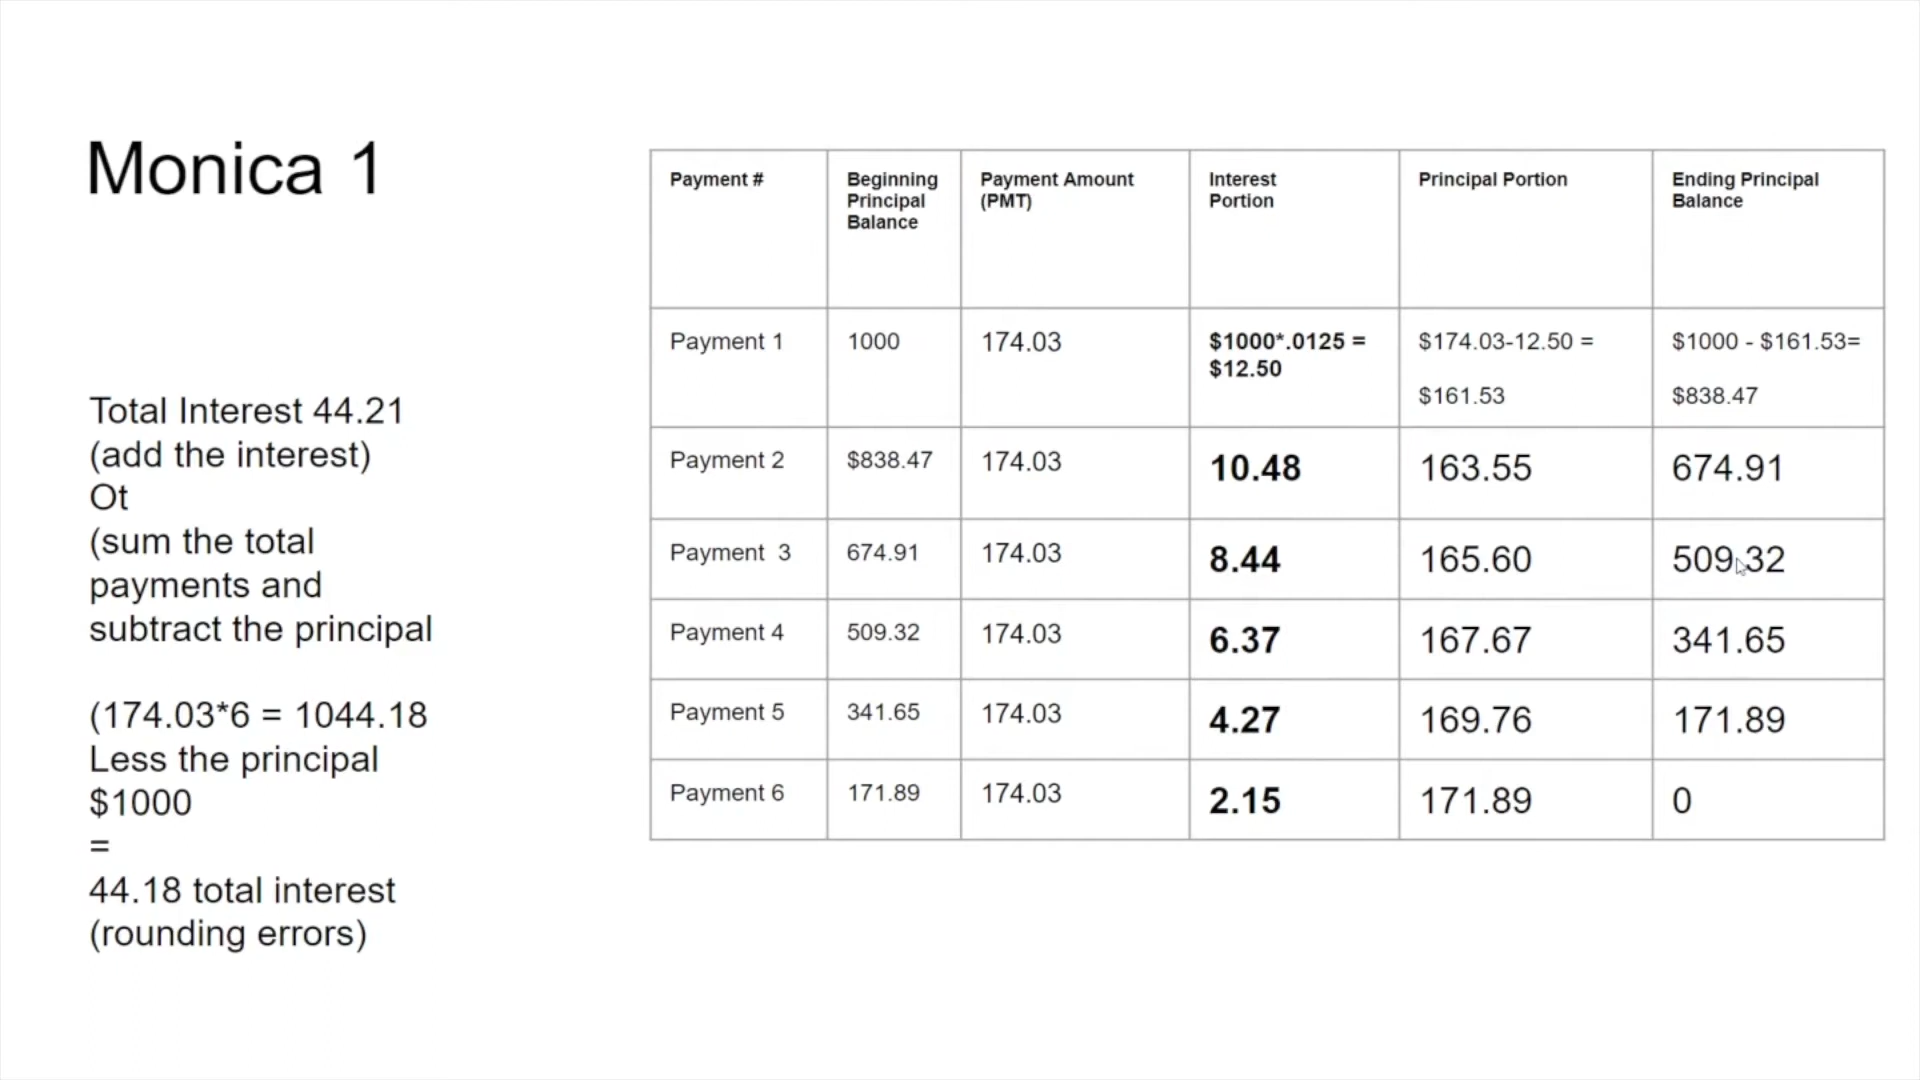 Monica 1
Total Interest 44.21
(add the interest)
Ot
(sum the total
payments and
subtract the principal
(174.03*6 = 1044.18
Less the principal
$1000
=
44.18 total interest
(rounding errors)
Payment # Beginning Principal Balance Payment Amount (PMT) Interest Portion Principal Portion Ending Principal Balance
Payment 1 1000 174.03 $1000*.0125 = $12.50 $174.03-12.50 = $161.53 $1000 - $161.53= $838.47
Payment 2 $838.47 174.03 10.48 163.55 674.91
Payment 3 674.91 174.03 8.44 165.60 509.32
Payment 4 509.32 174.03 6.37 167.67 341.65
Payment 5 341.65 174.03 4.27 169.76 171.89
Payment 6 171.89 174.03 2.15 171.89 0